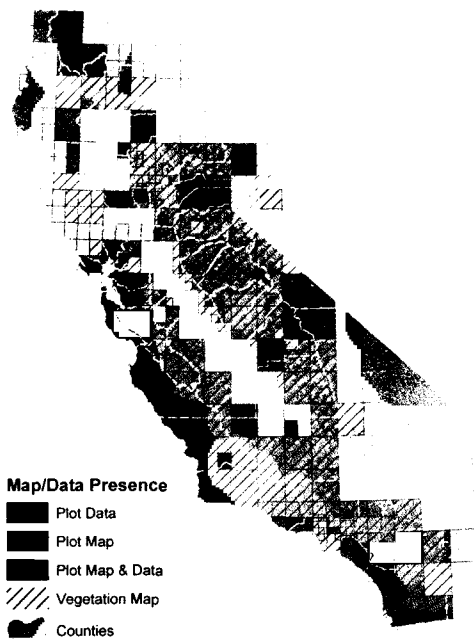 Map/Data Presence
Plot Data
Plot Map
Plot Map & Data
Vegetation Map
Counties